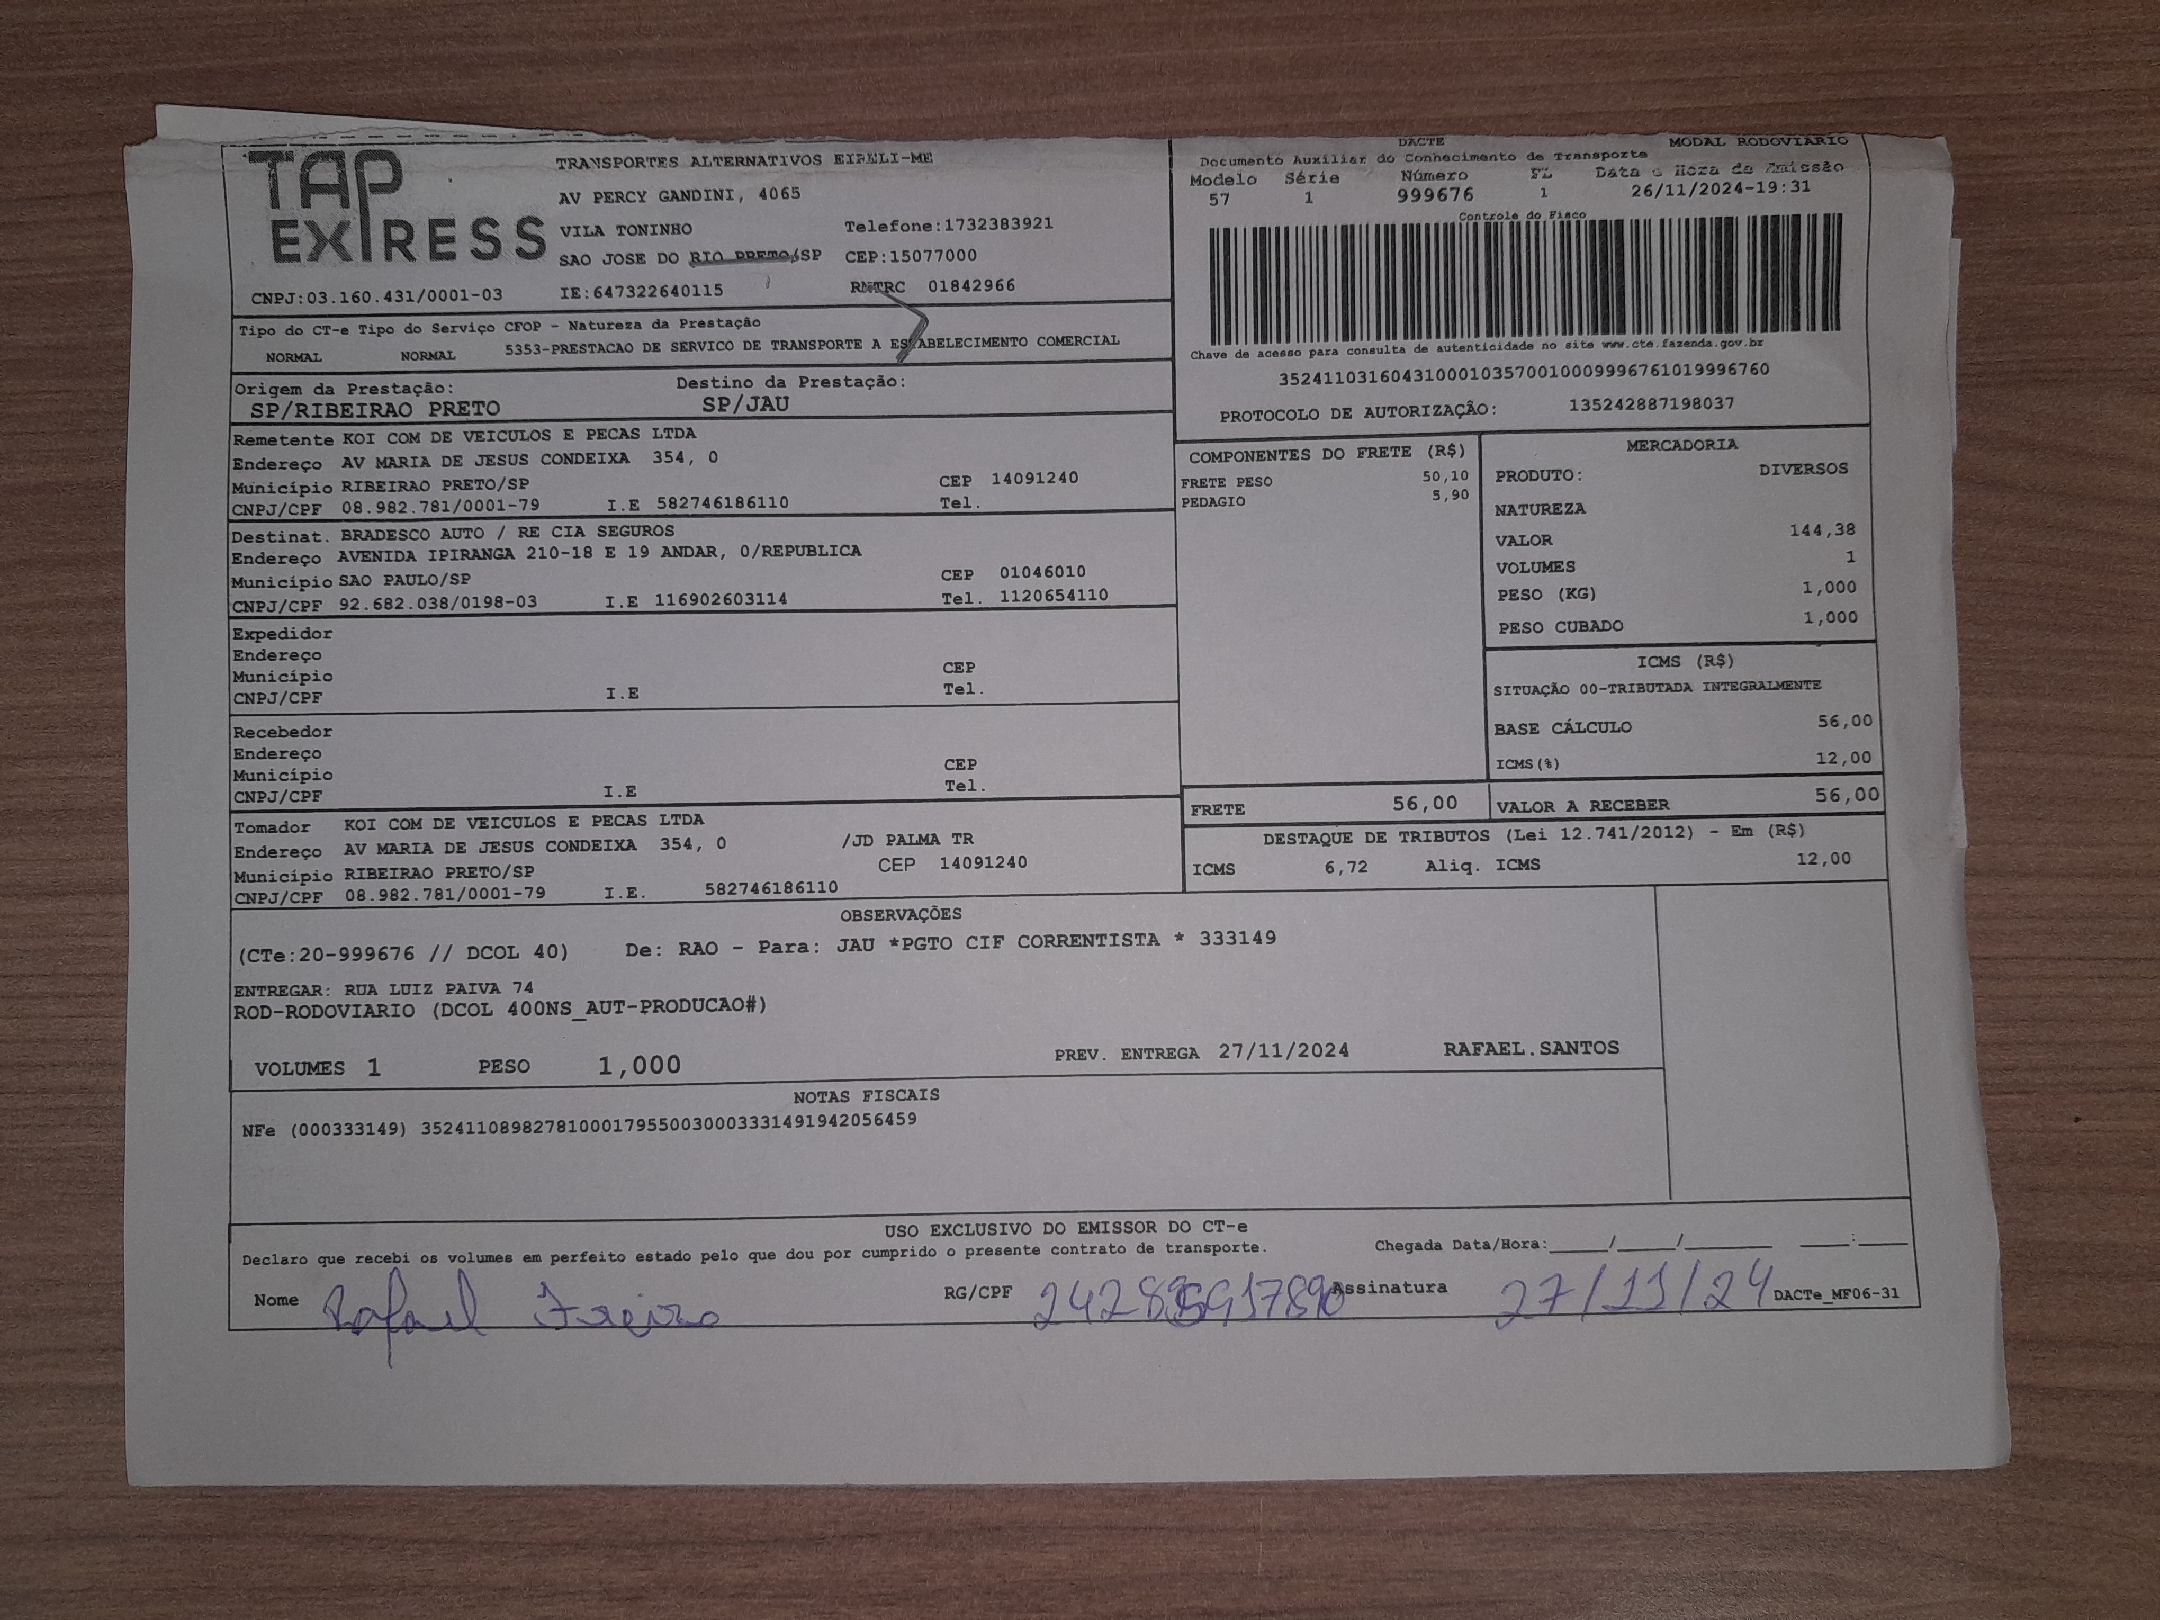 TAP EXPRESS
TRANSPORTES ALTERNATIVOS EIRELI-ME
AV PERCY GANDINI, 4065
VILA TONINHO Telefone:1732383921
SAO JOSE DO RIO PRETO/SP CEP:15077000
CNPJ:03.160.431/0001-03 IE:647322640115 RNTRC 01842966
DACTE MODAL RODOVIÁRIO
Documento Auxiliar do Conhecimento de Transporte
Modelo Série Número FL Data e Hora da Emissão
57 1 999676 1 26/11/2024-19:31
Controle do Fisco
Chave de acesso para consulta de autenticidade no site www.cte.fazenda.gov.br
35241103160431000103570010009996761019996760
PROTOCOLO DE AUTORIZAÇÂO: 135242887198037
Tipo do CT-e Tipo do Serviço CFOP - Natureza da Prestação
NORMAL NORMAL 5353-PRESTACAO DE SERVICO DE TRANSPORTE A ESTABELECIMENTO COMERCIAL
Origem da Prestação: Destino da Prestação:
SP/RIBEIRAO PRETO SP/JAU
Remetente KOI COM DE VEICULOS E PECAS LTDA
Endereço AV MARIA DE JESUS CONDEIXA 354, 0
Município RIBEIRAO PRETO/SP CEP 14091240
CNPJ/CPF 08.982.781/0001-79 I.E 582746186110 Tel.
Destinat. BRADESCO AUTO / RE CIA SEGUROS
Endereço AVENIDA IPIRANGA 210-18 E 19 ANDAR, 0/REPUBLICA
Município SAO PAULO/SP CEP 01046010
CNPJ/CPF 92.682.038/0198-03 I.E 116902603114 Tel. 1120654110
Expedidor
Endereço
Município CEP
CNPJ/CPF I.E Tel.
Recebedor
Endereço
Município CEP
CNPJ/CPF I.E Tel.
Tomador KOI COM DE VEICULOS E PECAS LTDA
Endereço AV MARIA DE JESUS CONDEIXA 354, 0 /JD PALMA TR
Município RIBEIRAO PRETO/SP CEP 14091240
CNPJ/CPF 08.982.781/0001-79 I.E. 582746186110
COMPONENTES DO FRETE (R$)
FRETE PESO 50,10
PEDAGIO 5,90
MERCADORIA
PRODUTO: DIVERSOS
NATUREZA
VALOR 144,38
VOLUMES 1
PESO (KG) 1,000
PESO CUBADO 1,000
ICMS (R$)
SITUAÇÃO 00-TRIBUTADA INTEGRALMENTE
BASE CÁLCULO 56,00
ICMS(%) 12,00
FRETE 56,00 VALOR A RECEBER 56,00
DESTAQUE DE TRIBUTOS (Lei 12.741/2012) - Em (R$)
ICMS 6,72 Aliq. ICMS 12,00
OBSERVAÇÕES
(CTe:20-999676 // DCOL 40) De: RAO - Para: JAU *PGTO CIF CORRENTISTA * 333149
ENTREGAR: RUA LUIZ PAIVA 74
ROD-RODOVIARIO (DCOL 400NS_AUT-PRODUCAO#)
VOLUMES 1 PESO 1,000 PREV. ENTREGA 27/11/2024 RAFAEL.SANTOS
NOTAS FISCAIS
NFe (000333149) 35241108982781000179550030003331491942056459
USO EXCLUSIVO DO EMISSOR DO CT-e
Declaro que recebi os volumes em perfeito estado pelo que dou por cumprido o presente contrato de transporte. Chegada Data/Hora:____/____/______ ____:____
Nome Rafael RG/CPF Assinatura 27/11/24 DACTe_MF06-31